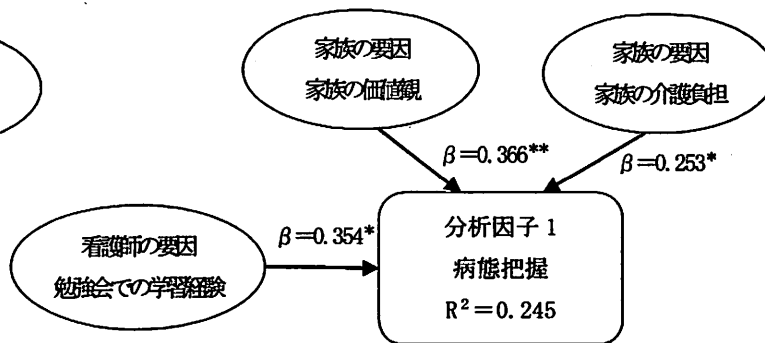 家族の要因
家族の価値観
家族の要因
家族の介護負担
β=0.366**
β=0.253*
看護師の要因
勉強会での学習経験
β=0.354*
分析因子1
病態把握
R²=0.245